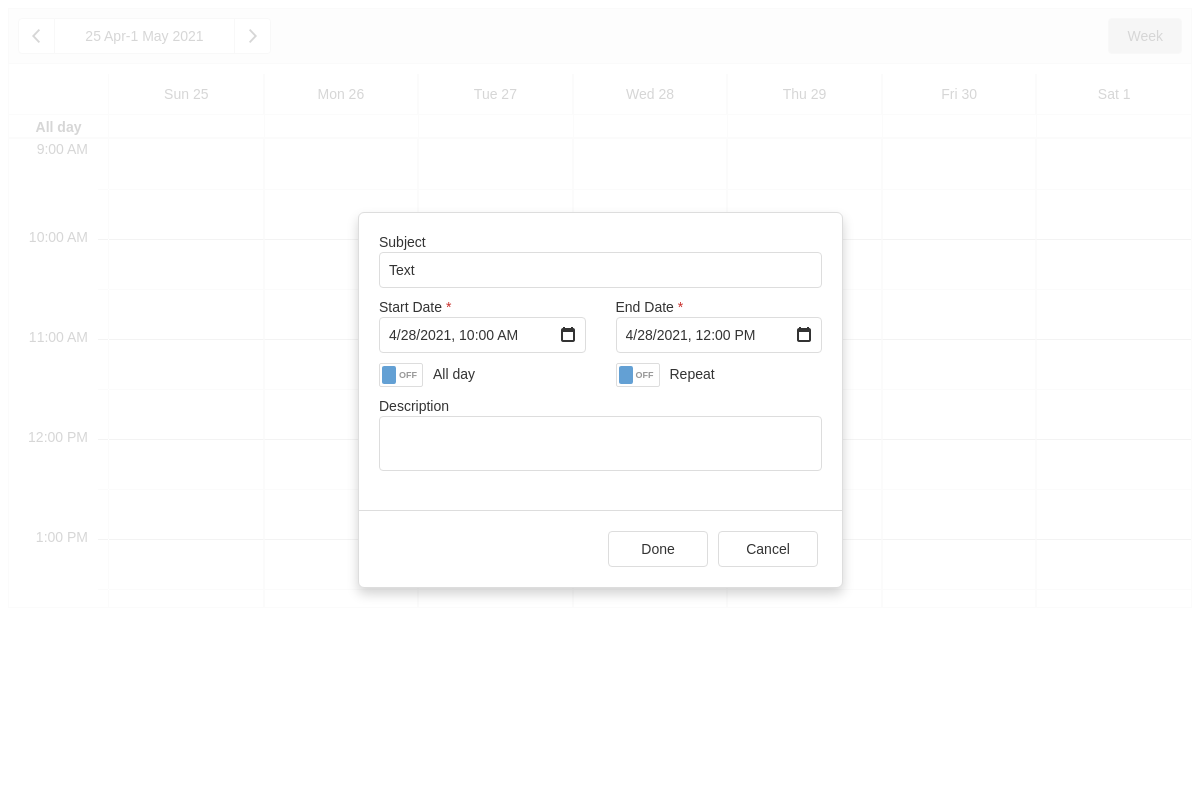 25 Apr-1 May 2021
Week
Sun 25 Mon 26 Tue 27 Wed 28 Thu 29 Fri 30 Sat 1
All day
9:00 AM
10:00 AM
11:00 AM
12:00 PM
1:00 PM
Subject
Text
Start Date * End Date *
4/28/2021, 10:00 AM 4/28/2021, 12:00 PM
OFF All day OFF Repeat
Description
Done Cancel